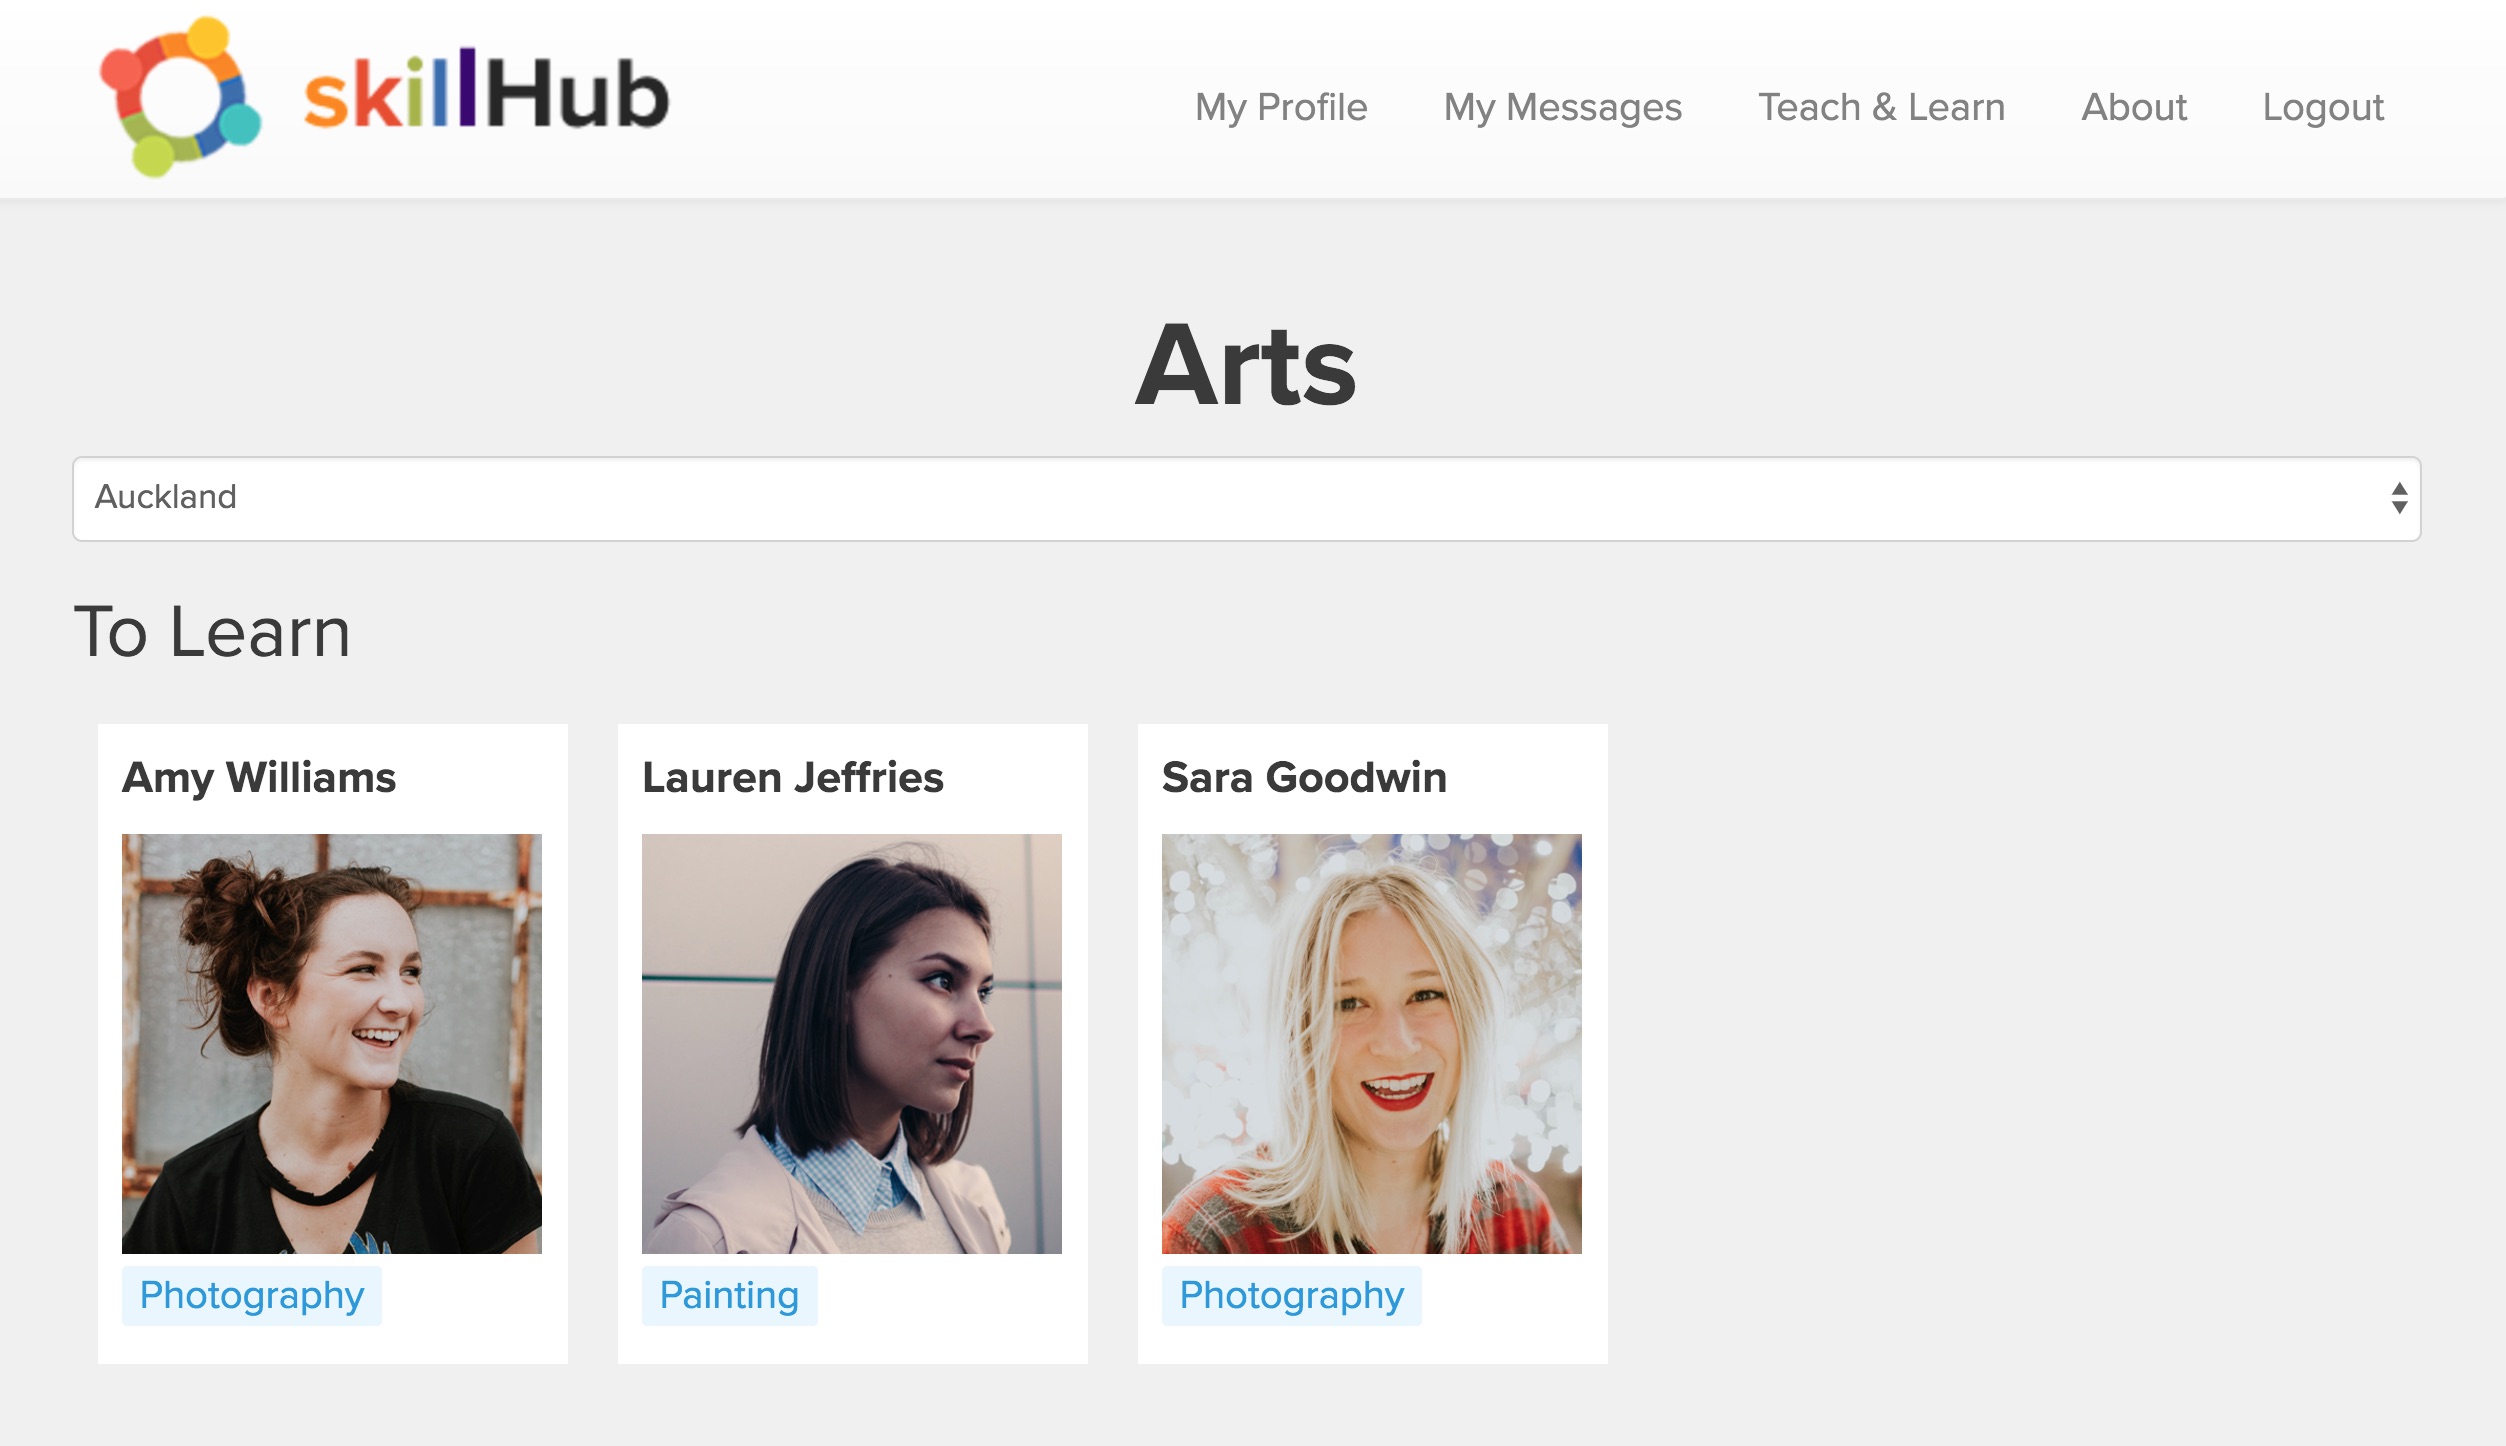 skillHub
My Profile My Messages Teach & Learn About Logout
Arts
Auckland
To Learn
Amy Williams Lauren Jeffries Sara Goodwin
Photography Painting Photography